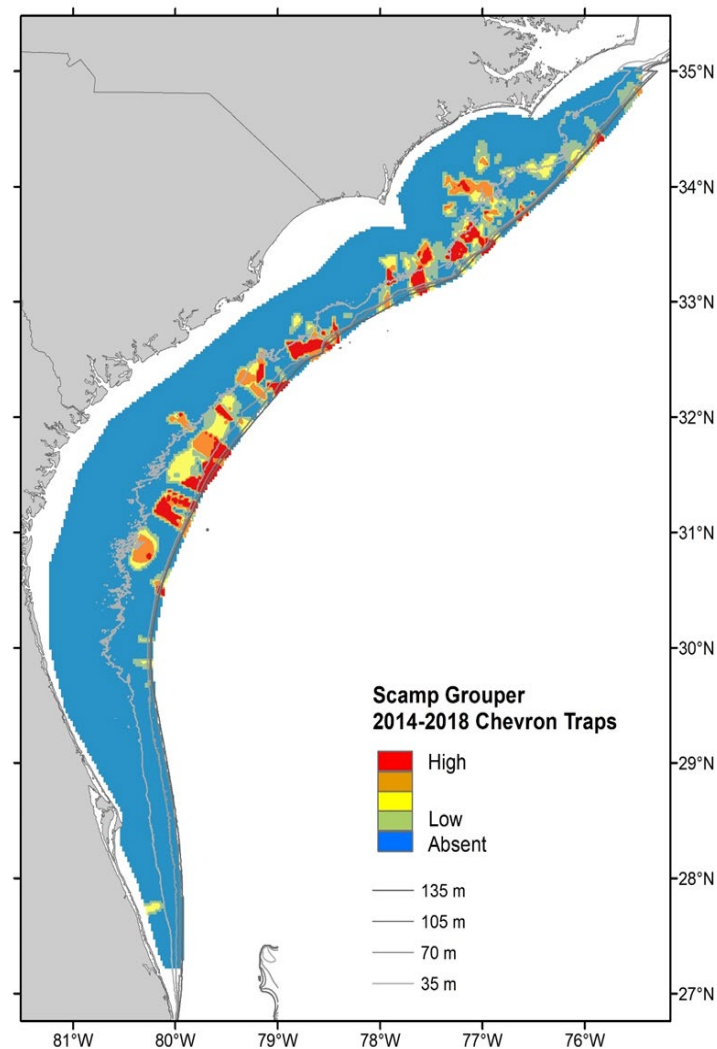 35°N
34°N
33°N
32°N
31°N
30°N
29°N
28°N
27°N
Scamp Grouper
2014-2018 Chevron Traps
High
Low
Absent
135 m
105 m
70 m
35 m
81°W 80°W 79°W 78°W 77°W 76°W